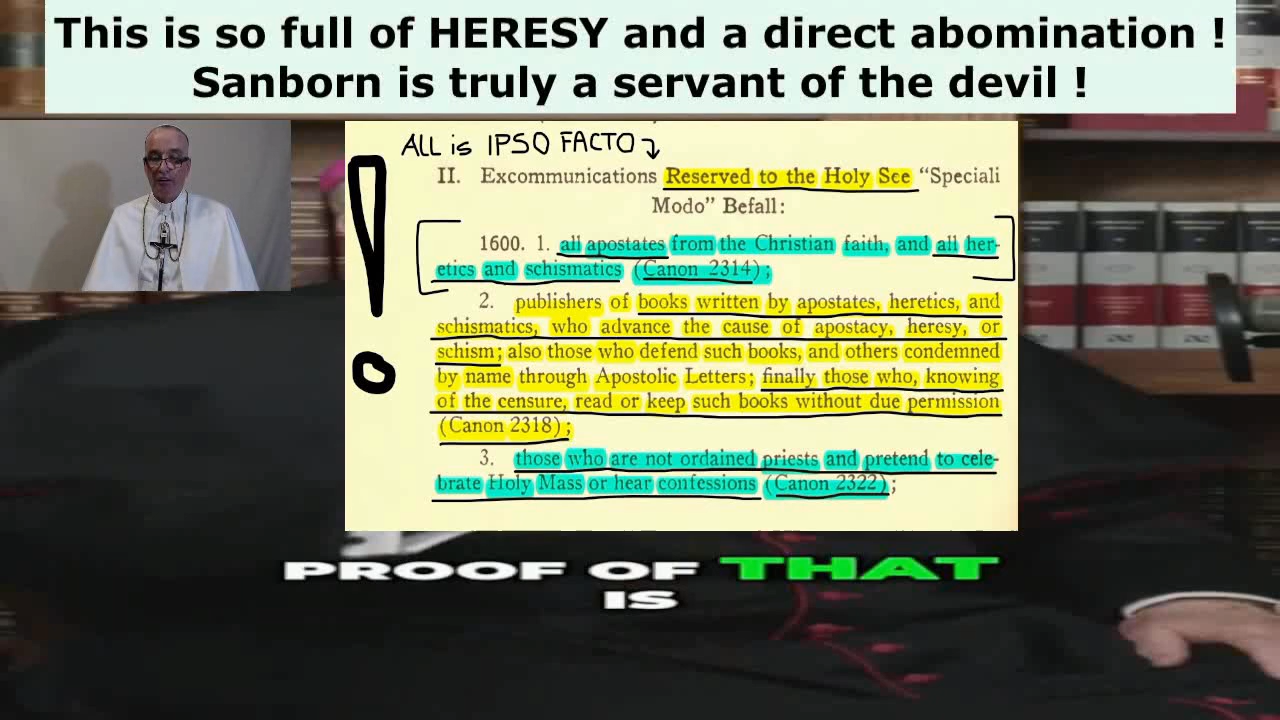 This is so full of HERESY and a direct abomination !
Sanborn is truly a servant of the devil !
ALL is IPSO FACTO
II. Excommunications Reserved to the Holy See “Speciali
Modo” Befall:
1600. 1. all apostates from the Christian faith, and all her-
etics and schismatics (Canon 2314);
2. publishers of books written by apostates, heretics, and
schismatics, who advance the cause of apostacy, heresy, or
schism; also those who defend such books, and others condemned
by name through Apostolic Letters; finally those who, knowing
of the censure, read or keep such books without due permission
(Canon 2318);
3. those who are not ordained priests and pretend to cele-
brate Holy Mass or hear confessions (Canon 2322);
PROOF OF THAT
IS